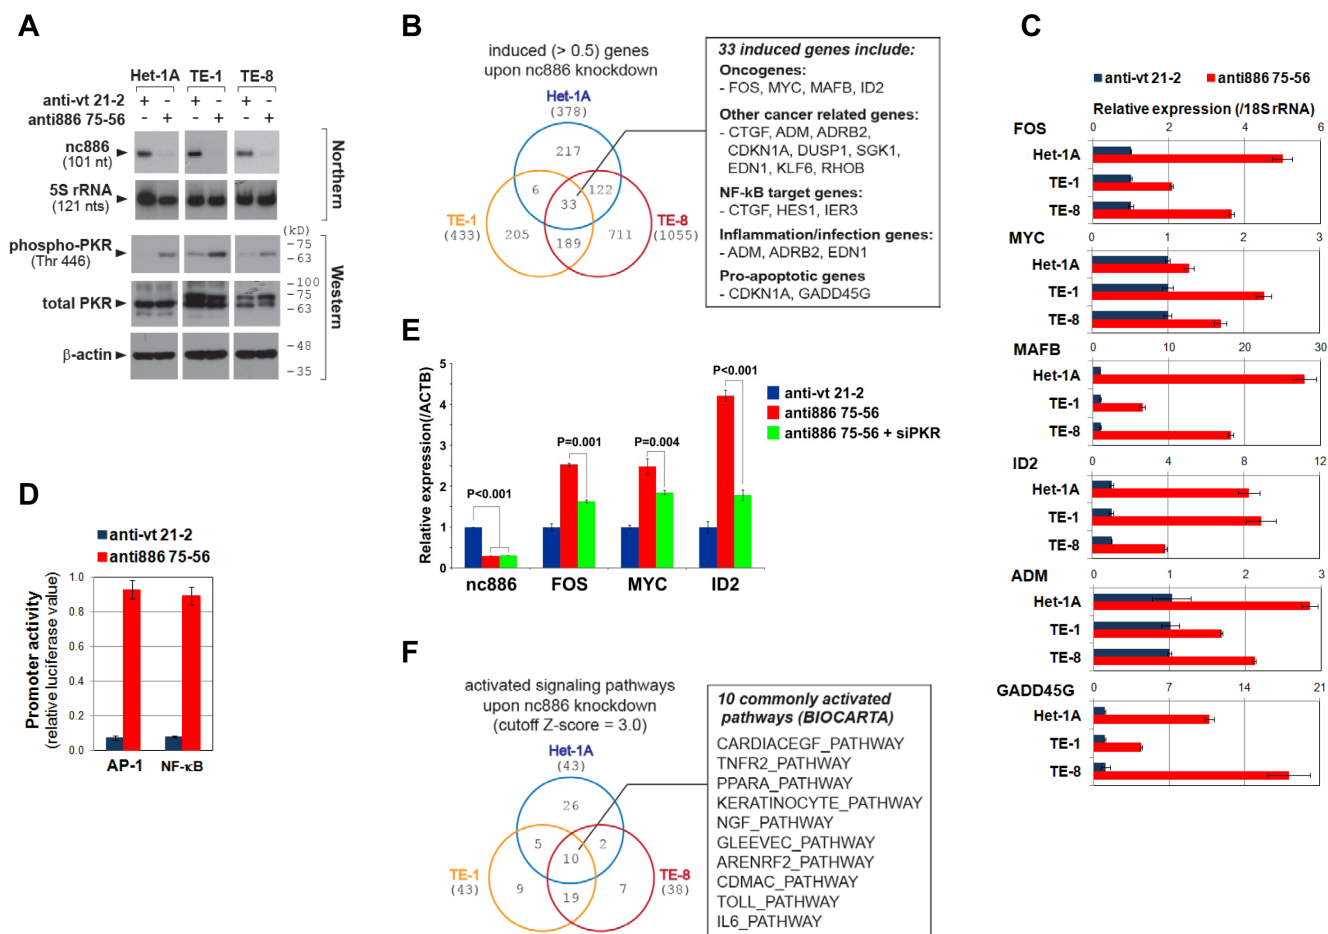 A
Het-1A TE-1 TE-8
anti-vt 21-2 + - + - + -
anti886 75-56 - + - + - +
nc886
(101 nt)
5S rRNA
(121 nts)
Northern
(kD)
phospho-PKR
(Thr 446)
-75
-63
total PKR
-100
-75
-63
β-actin
-48
-35
Western
B
induced (> 0.5) genes
upon nc886 knockdown
Het-1A
(378)
217
6
122
33
TE-1
(433)
205
189
711
TE-8
(1055)
33 induced genes include:
Oncogenes:
- FOS, MYC, MAFB, ID2
Other cancer related genes:
- CTGF, ADM, ADRB2,
CDKN1A, DUSP1, SGK1,
EDN1, KLF6, RHOB
NF-kB target genes:
- CTGF, HES1, IER3
Inflammation/infection genes:
- ADM, ADRB2, EDN1
Pro-apoptotic genes
- CDKN1A, GADD45G
C
anti-vt 21-2 anti886 75-56
Relative expression (/18S rRNA)
FOS
0 2 4 6
Het-1A
TE-1
TE-8
MYC
0 1 2 3
Het-1A
TE-1
TE-8
MAFB
0 10 20 30
Het-1A
TE-1
TE-8
ID2
0 4 8 12
Het-1A
TE-1
TE-8
ADM
0 1 2 3
Het-1A
TE-1
TE-8
GADD45G
0 7 14 21
Het-1A
TE-1
TE-8
D
anti-vt 21-2
anti886 75-56
Promoter activity
(relative luciferase value)
1.0
0.8
0.6
0.4
0.2
0.0
AP-1 NF-κB
E
Relative expression(/ACTB)
5
4
3
2
1
0
P<0.001
P=0.001
P=0.004
P<0.001
nc886 FOS MYC ID2
anti-vt 21-2
anti886 75-56
anti886 75-56 + siPKR
F
activated signaling pathways
upon nc886 knockdown
(cutoff Z-score = 3.0)
Het-1A
(43)
26
5
2
10
TE-1
(43)
9
19
7
TE-8
(38)
10 commonly activated
pathways (BIOCARTA)
CARDIACEGF_PATHWAY
TNFR2_PATHWAY
PPARA_PATHWAY
KERATINOCYTE_PATHWAY
NGF_PATHWAY
GLEEVEC_PATHWAY
ARENRF2_PATHWAY
CDMAC_PATHWAY
TOLL_PATHWAY
IL6_PATHWAY